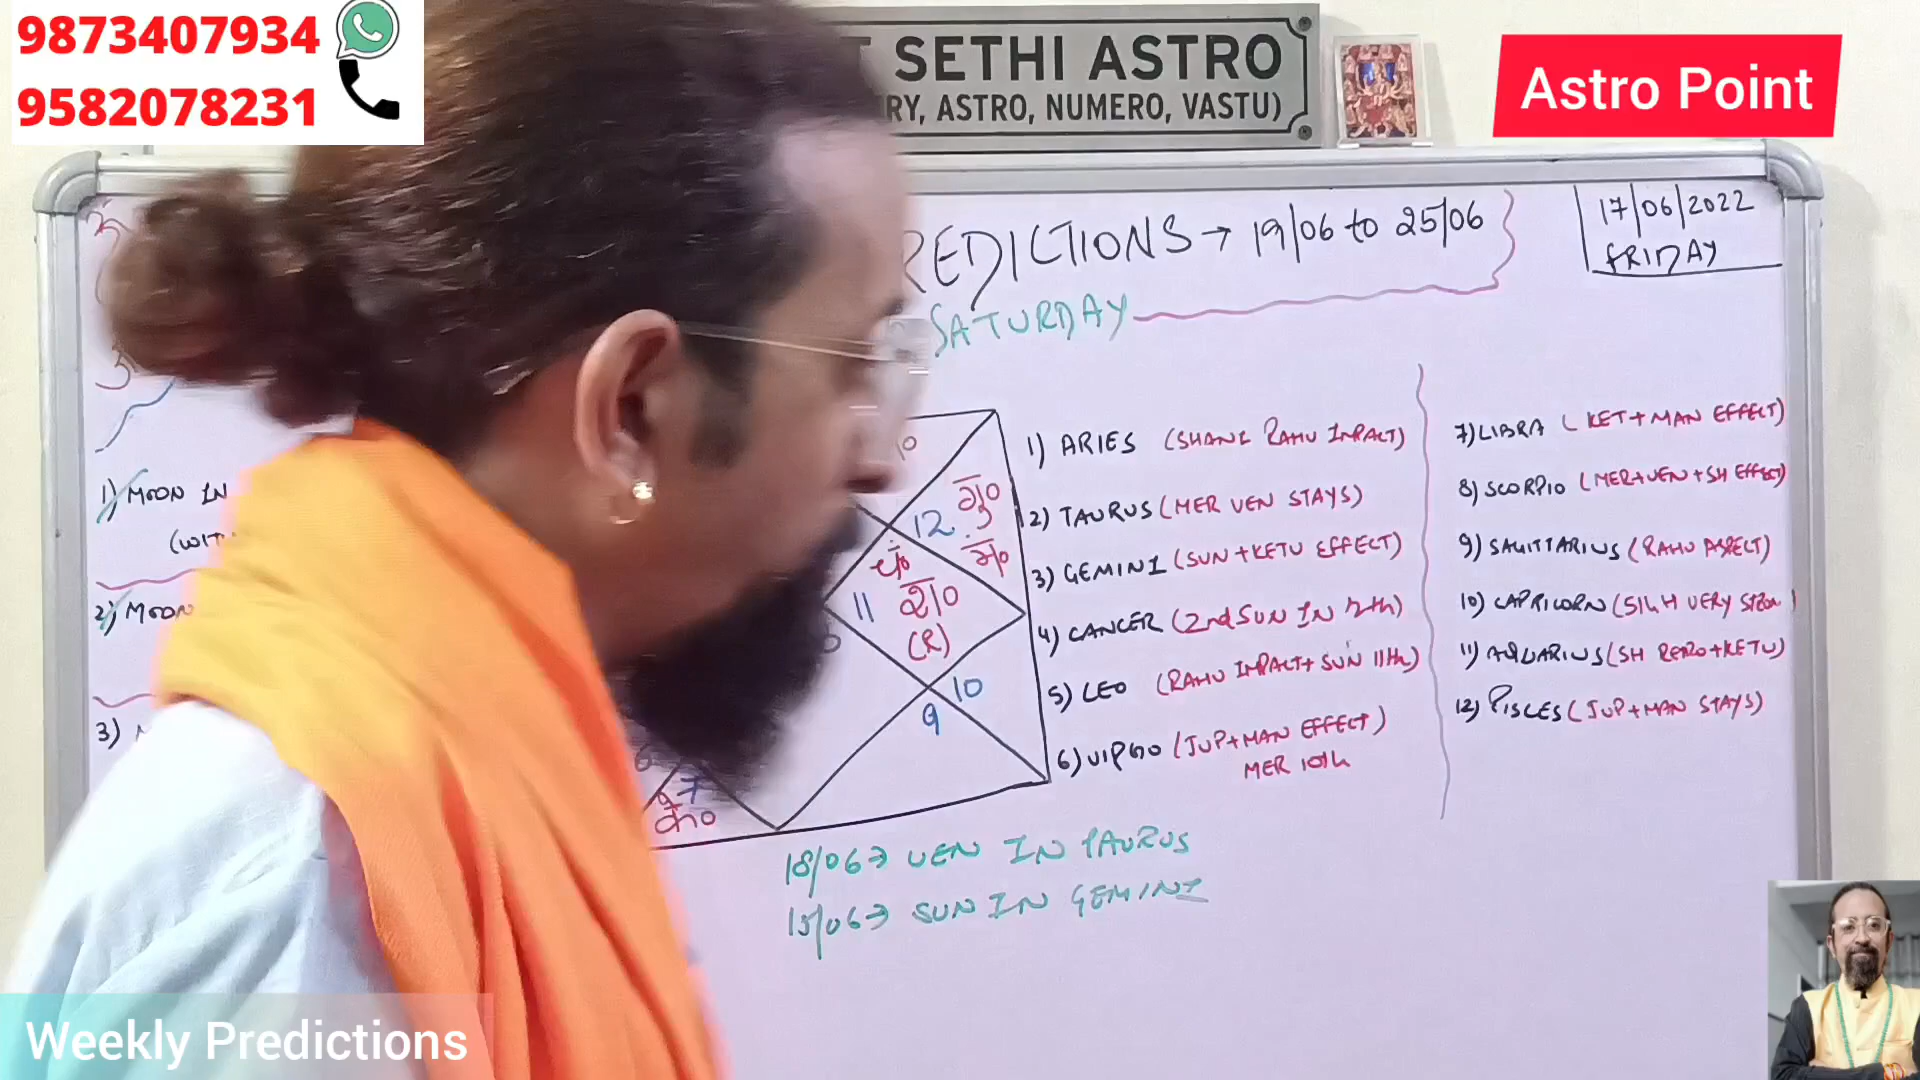 9873407934
9582078231
SETHI ASTRO
RY, ASTRO, NUMERO, VASTU)
Astro Point
REDICTIONS → 19/06 to 25/06
SATURDAY
17/06/2022
FRIDAY
1) MOON IN
2) MOON
3)
12
11
(R)
10
9
7
1) ARIES (SHANI RAHU IMPACT)
2) TAURUS (MER VEN STAYS)
3) GEMINI (SUN + KETU EFFECT)
4) CANCER (2nd SUN IN 12th)
5) LEO (RAHU IMPACT + SUN 11th)
6) VIRGO (JUP + MAN EFFECT)
MER 10th
7) LIBRA (KET + MAN EFFECT)
8) SCORPIO (MER + VEN + SH EFFECT)
9) SAGITTARIUS (RAHU ASPECT)
10) CAPRICORN (SIGH VERY
11) AQUARIUS (SH RETRO + KETU)
12) PISCES (JUP + MAN STAYS)
18/06 → VEN IN TAURUS
15/06 → SUN IN GEMINI
Weekly Predictions